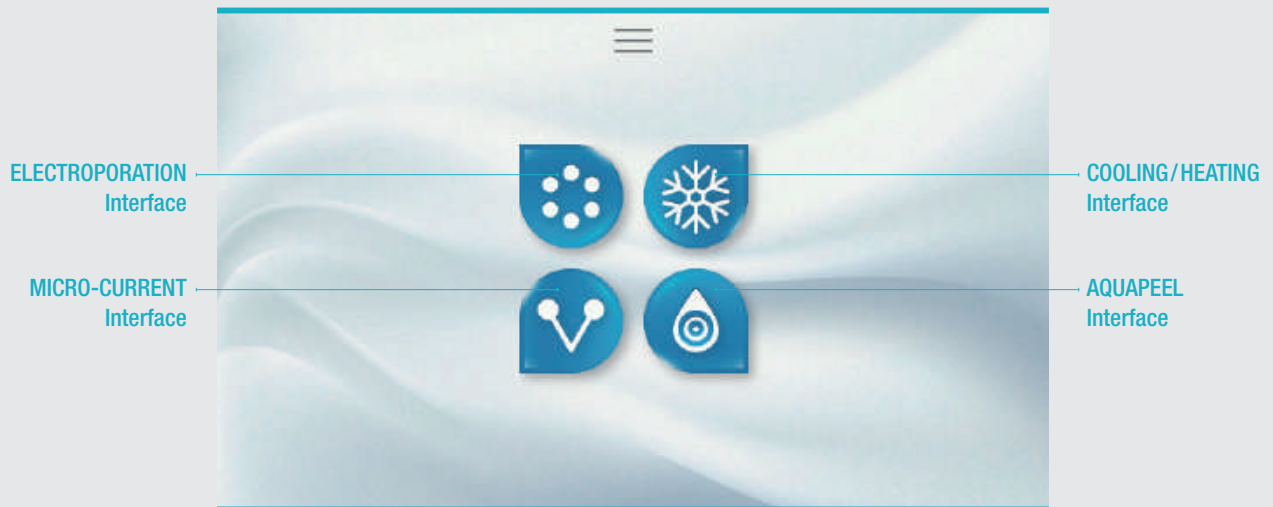 ELECTROPORATION
Interface
COOLING/HEATING
Interface
MICRO-CURRENT
Interface
AQUAPEEL
Interface